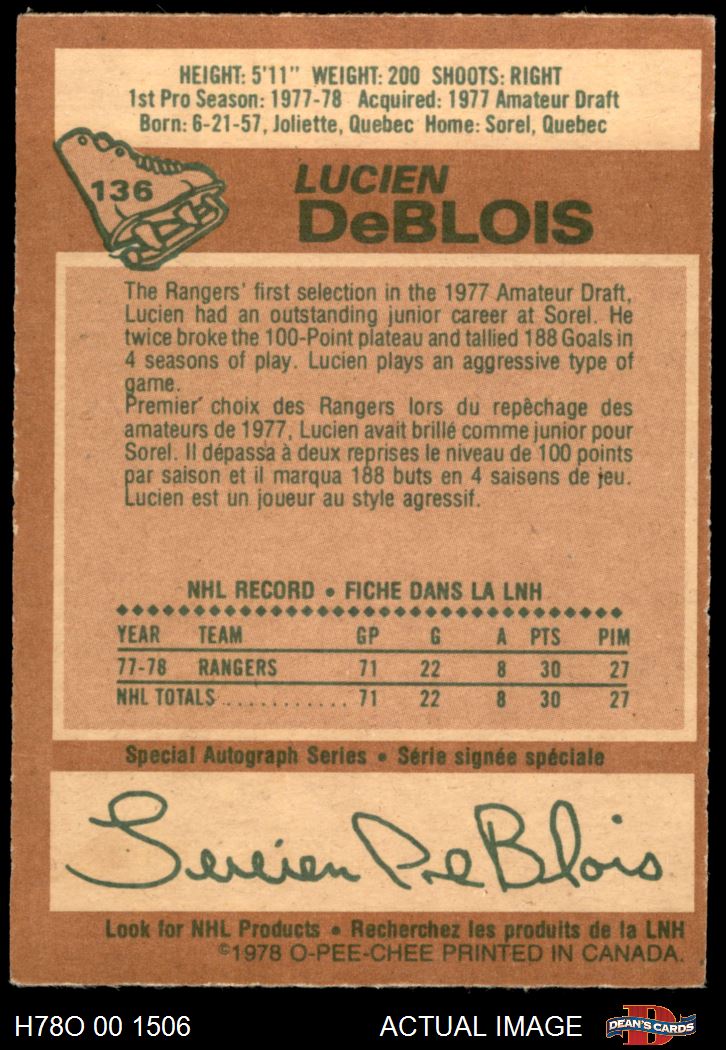 HEIGHT: 5'11" WEIGHT: 200 SHOOTS: RIGHT
1st Pro Season: 1977-78 Acquired: 1977 Amateur Draft
Born: 6-21-57, Joliette, Quebec Home: Sorel, Quebec
136
LUCIEN
DeBLOIS
The Rangers' first selection in the 1977 Amateur Draft,
Lucien had an outstanding junior career at Sorel. He
twice broke the 100-Point plateau and tallied 188 Goals in
4 seasons of play. Lucien plays an aggressive type of
game.
Premier choix des Rangers lors du repêchage des
amateurs de 1977, Lucien avait brillé comme junior pour
Sorel. Il dépassa à deux reprises le niveau de 100 points
par saison et il marqua 188 buts en 4 saisons de jeu.
Lucien est un joueur au style agressif.
NHL RECORD • FICHE DANS LA LNH
YEAR TEAM GP G A PTS PIM
77-78 RANGERS 71 22 8 30 27
NHL TOTALS ............ 71 22 8 30 27
Special Autograph Series • Série signée spéciale
Lucien DeBlois
Look for NHL Products • Recherchez les produits de la LNH
©1978 O-PEE-CHEE PRINTED IN CANADA.
H78O 00 1506 ACTUAL IMAGE D DEAN'S CARDS